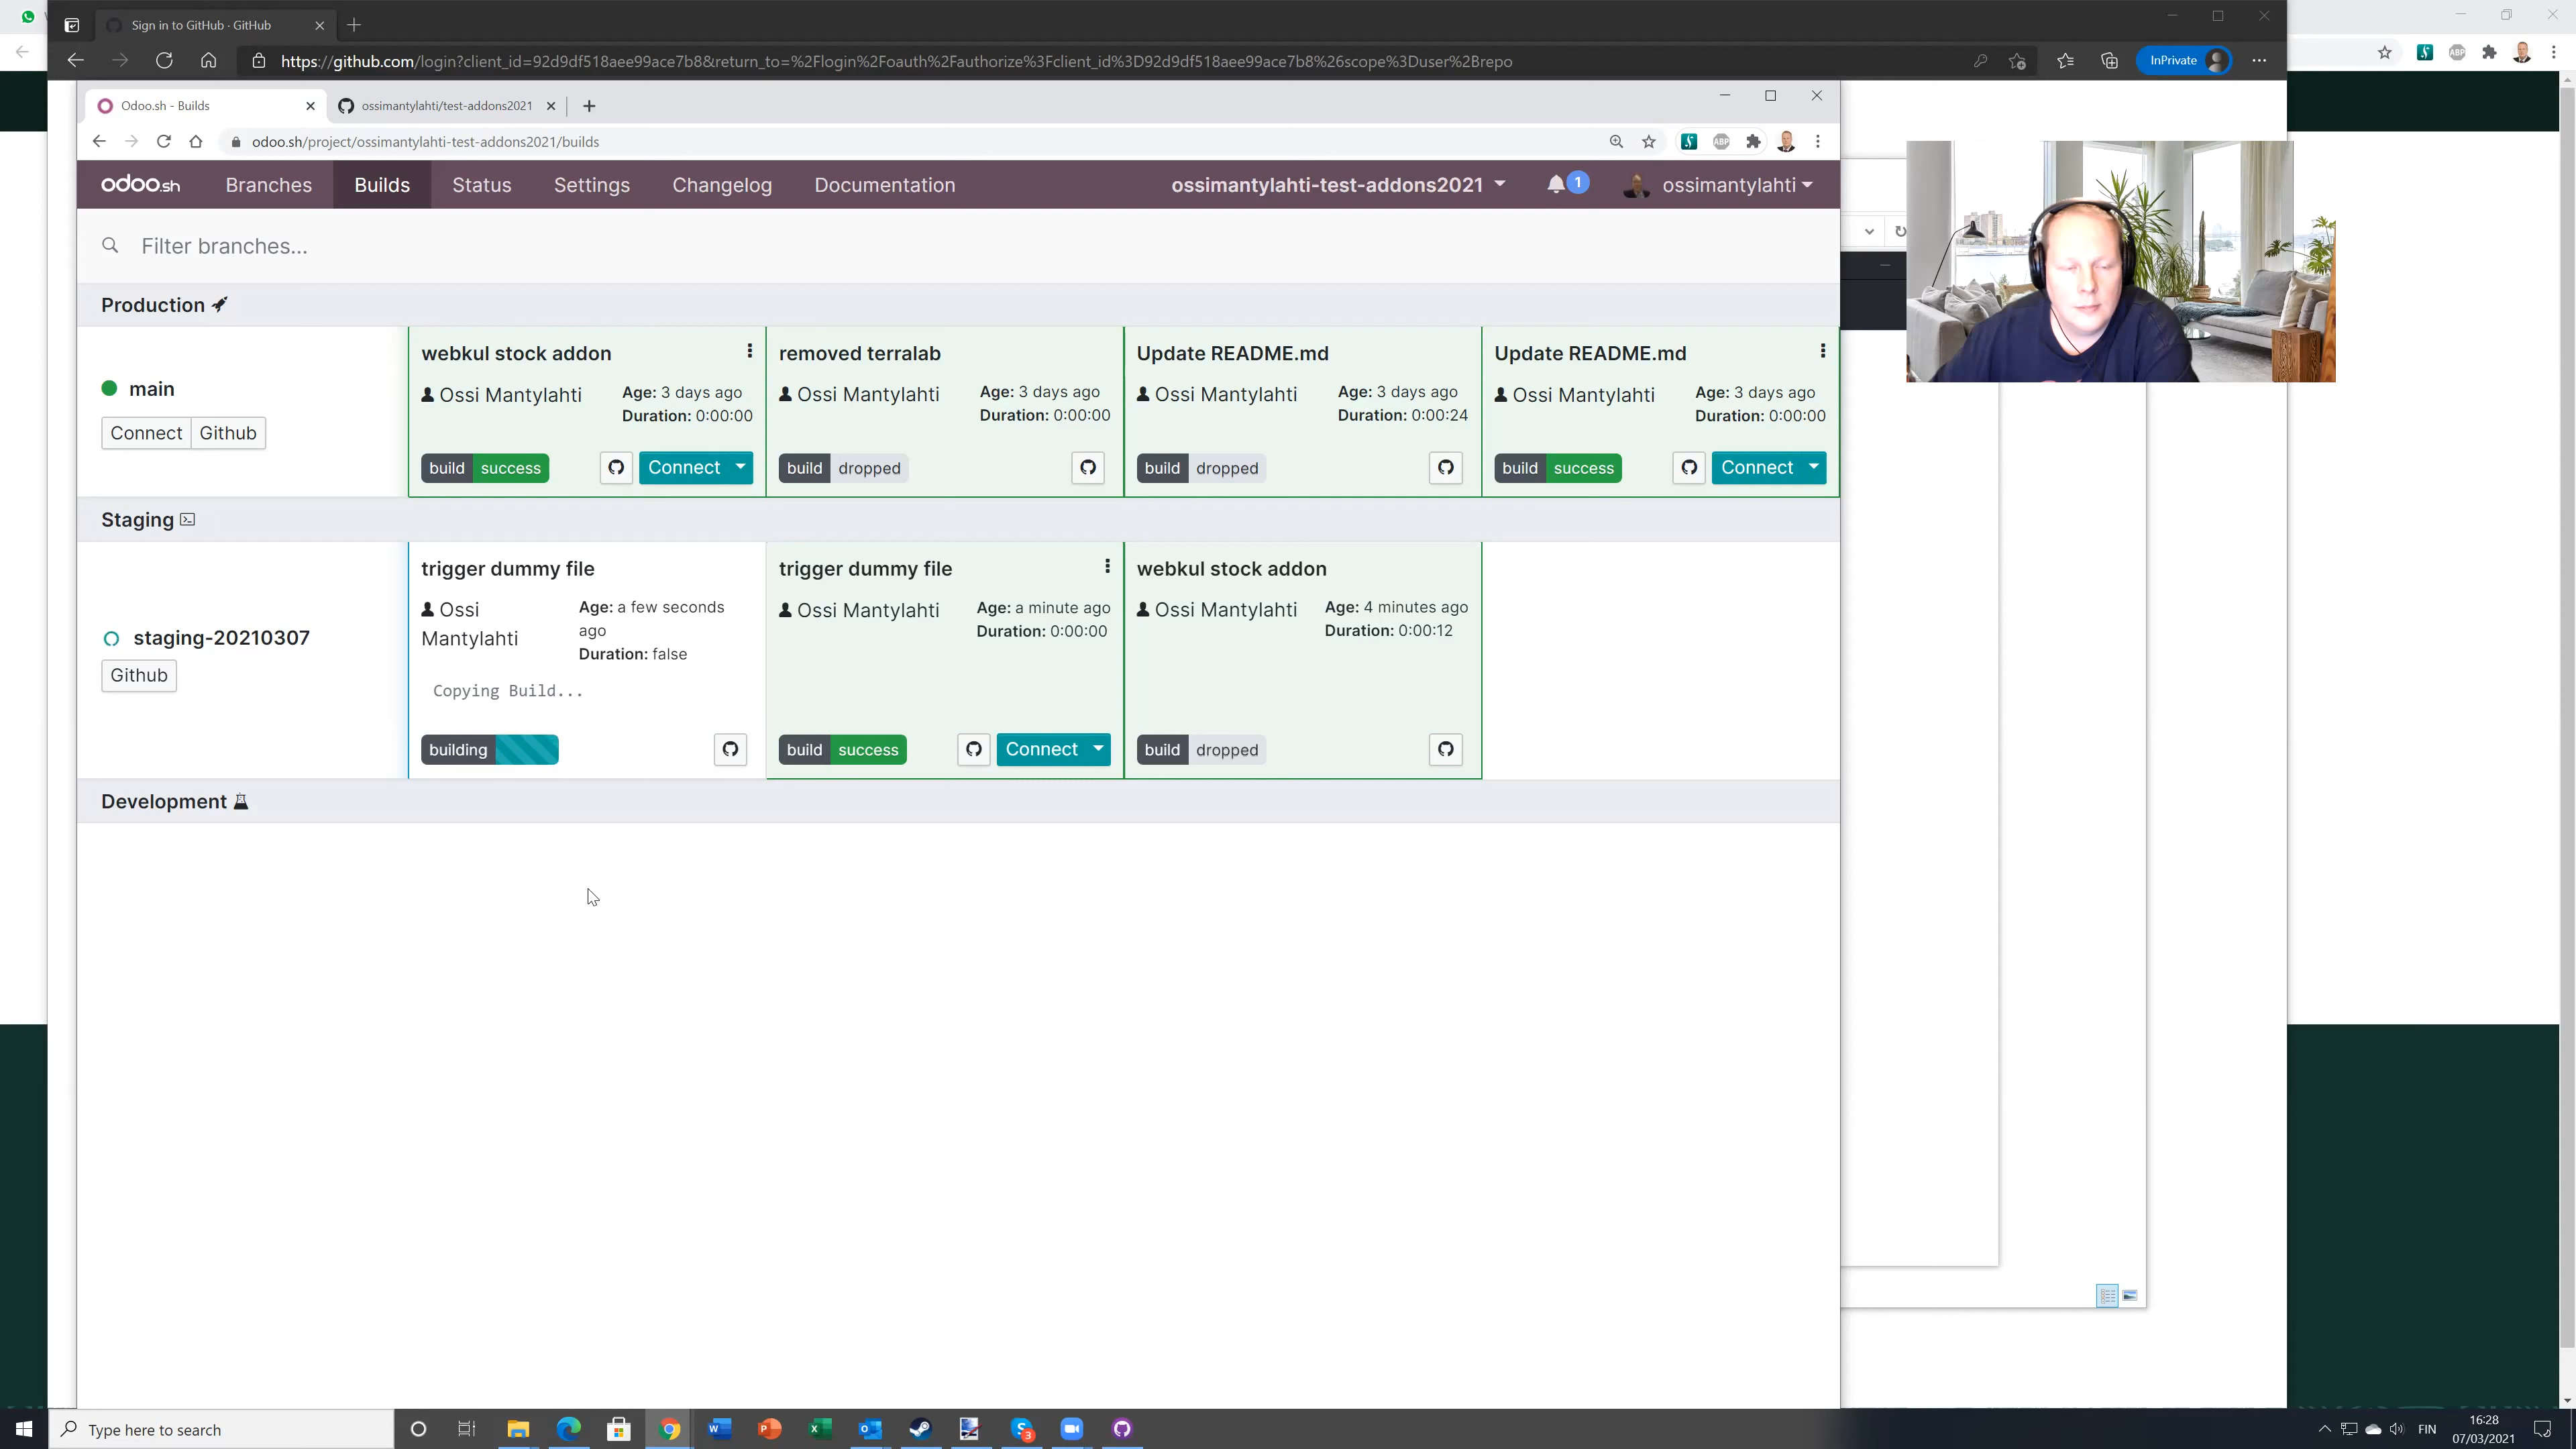 Sign in to GitHub · GitHub
https://github.com/login?client_id=92d9df518aee99ace7b8&return_to=%2Flogin%2Foauth%2Fauthorize%3Fclient_id%3D92d9df518aee99ace7b8%26scope%3Duser%2Brepo
InPrivate
ABP
Odoo.sh - Builds
ossimantylahti/test-addons2021
odoo.sh/project/ossimantylahti-test-addons2021/builds
ABP
odoo.sh
Branches
Builds
Status
Settings
Changelog
Documentation
ossimantylahti-test-addons2021
1
ossimantylahti
Filter branches...
Production
main
Connect
Github
webkul stock addon
Ossi Mantylahti
Age: 3 days ago
Duration: 0:00:00
build success
Connect
removed terralab
Ossi Mantylahti
Age: 3 days ago
Duration: 0:00:00
build dropped
Update README.md
Ossi Mantylahti
Age: 3 days ago
Duration: 0:00:24
build dropped
Update README.md
Ossi Mantylahti
Age: 3 days ago
Duration: 0:00:00
build success
Connect
Staging
staging-20210307
Github
trigger dummy file
Ossi
Mantylahti
Age: a few seconds
ago
Duration: false
Copying Build...
building
trigger dummy file
Ossi Mantylahti
Age: a minute ago
Duration: 0:00:00
build success
Connect
webkul stock addon
Ossi Mantylahti
Age: 4 minutes ago
Duration: 0:00:12
build dropped
Development
Type here to search
3
FIN
16:28
07/03/2021